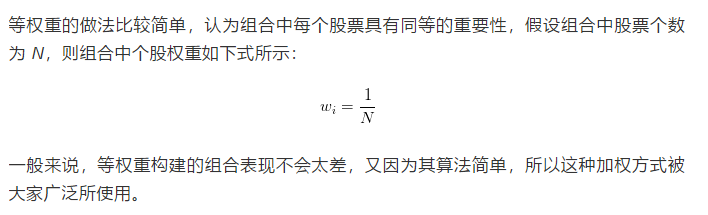 等权重的做法比较简单，认为组合中每个股票具有同等的重要性，假设组合中股票个数
为 N，则组合中个股权重如下式所示：
w_i = \frac{1}{N}
一般来说，等权重构建的组合表现不会太差，又因为其算法简单，所以这种加权方式被
大家广泛所使用。